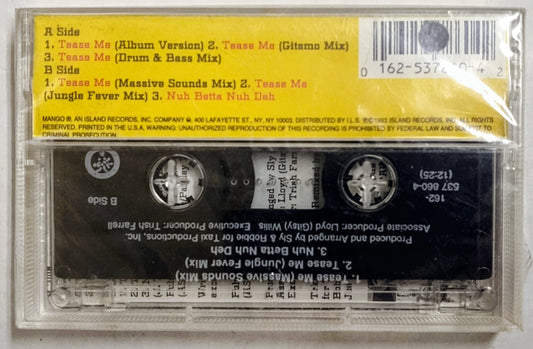 A Side
1. Tease Me (Album Version) 2. Tease Me (Gitsmo Mix)
3. Tease Me (Drum & Bass Mix)
B Side
1. Tease Me (Massive Sounds Mix) 2. Tease Me
(Jungle Fever Mix) 3. Nuh Betta Nuh Deh
MANGO ®, AN ISLAND RECORDS, INC. COMPANY, 400 LAFAYETTE ST., NY, NY 10003. DISTRIBUTED BY I.L.S. ℗©1993 ISLAND RECORDS, INC. ALL
RIGHTS RESERVED. PRINTED IN THE U.S.A. WARNING: UNAUTHORIZED REPRODUCTION OF THIS RECORDING IS PROHIBITED BY FEDERAL LAW AND SUBJECT TO
CRIMINAL PROSECUTION.
B Side
162-
537 660-4
(12:25)
1. Tease Me (Massive Sounds Mix)
2. Tease Me (Jungle Fever Mix)
3. Nuh Betta Nuh Deh
Produced and Arranged by Sly & Robbie for Taxi Productions, Inc.
Associate Producer: Lloyd (Gitsy) Willis Executive Producer: Trish Farrell